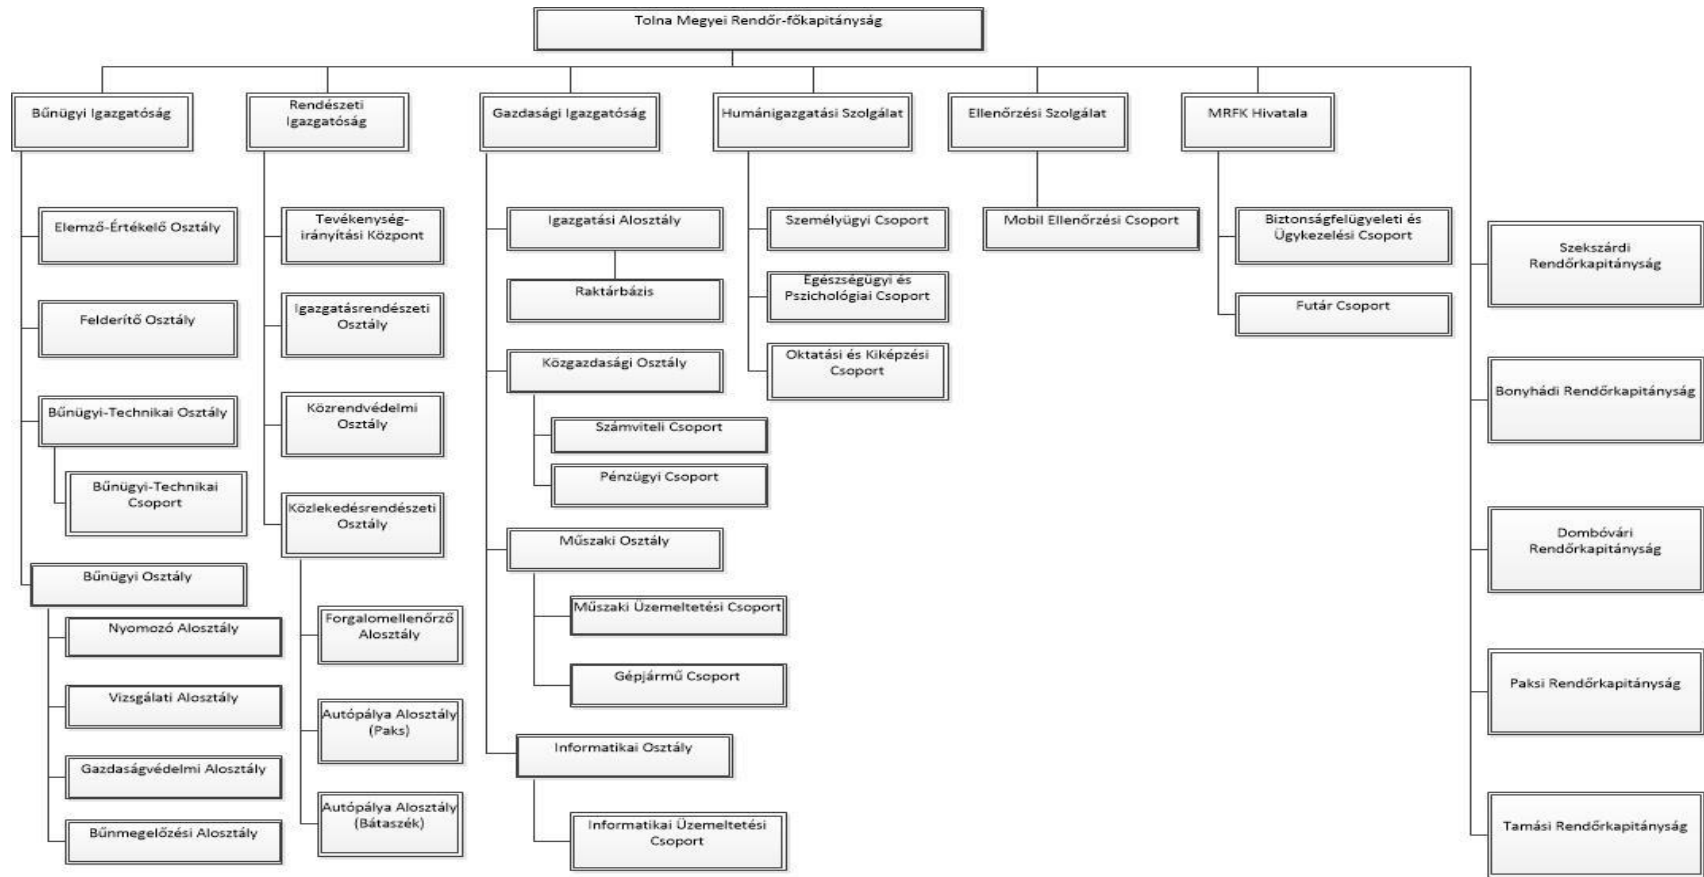 Tolna Megyei Rendőr-főkapitányság
Bűnügyi Igazgatóság
Elemző-Értékelő Osztály
Felderítő Osztály
Bűnügyi-Technikai Osztály
Bűnügyi-Technikai
Csoport
Bűnügyi Osztály
Nyomozó Alosztály
Vizsgálati Alosztály
Gazdaságvédelmi Alosztály
Bűnmegelőzési Alosztály
Rendészeti
Igazgatóság
Tevékenység-
irányítási Központ
Igazgatásrendészeti
Osztály
Közrendvédelmi
Osztály
Közlekedésrendészeti
Osztály
Forgalomellenőrző
Alosztály
Autópálya Alosztály
(Paks)
Autópálya Alosztály
(Bátaszék)
Gazdasági Igazgatóság
Igazgatási Alosztály
Raktárbázis
Közgazdasági Osztály
Számviteli Csoport
Pénzügyi Csoport
Műszaki Osztály
Műszaki Üzemeltetési Csoport
Gépjármű Csoport
Informatikai Osztály
Informatikai Üzemeltetési
Csoport
Humánigazgatási Szolgálat
Személyügyi Csoport
Egészségügyi és
Pszichológiai Csoport
Oktatási és Kiképzési
Csoport
Ellenőrzési Szolgálat
Mobil Ellenőrzési Csoport
MRFK Hivatala
Biztonságfelügyeleti és
Ügykezelési Csoport
Futár Csoport
Szekszárdi
Rendőrkapitányság
Bonyhádi Rendőrkapitányság
Dombóvári
Rendőrkapitányság
Paksi Rendőrkapitányság
Tamási Rendőrkapitányság